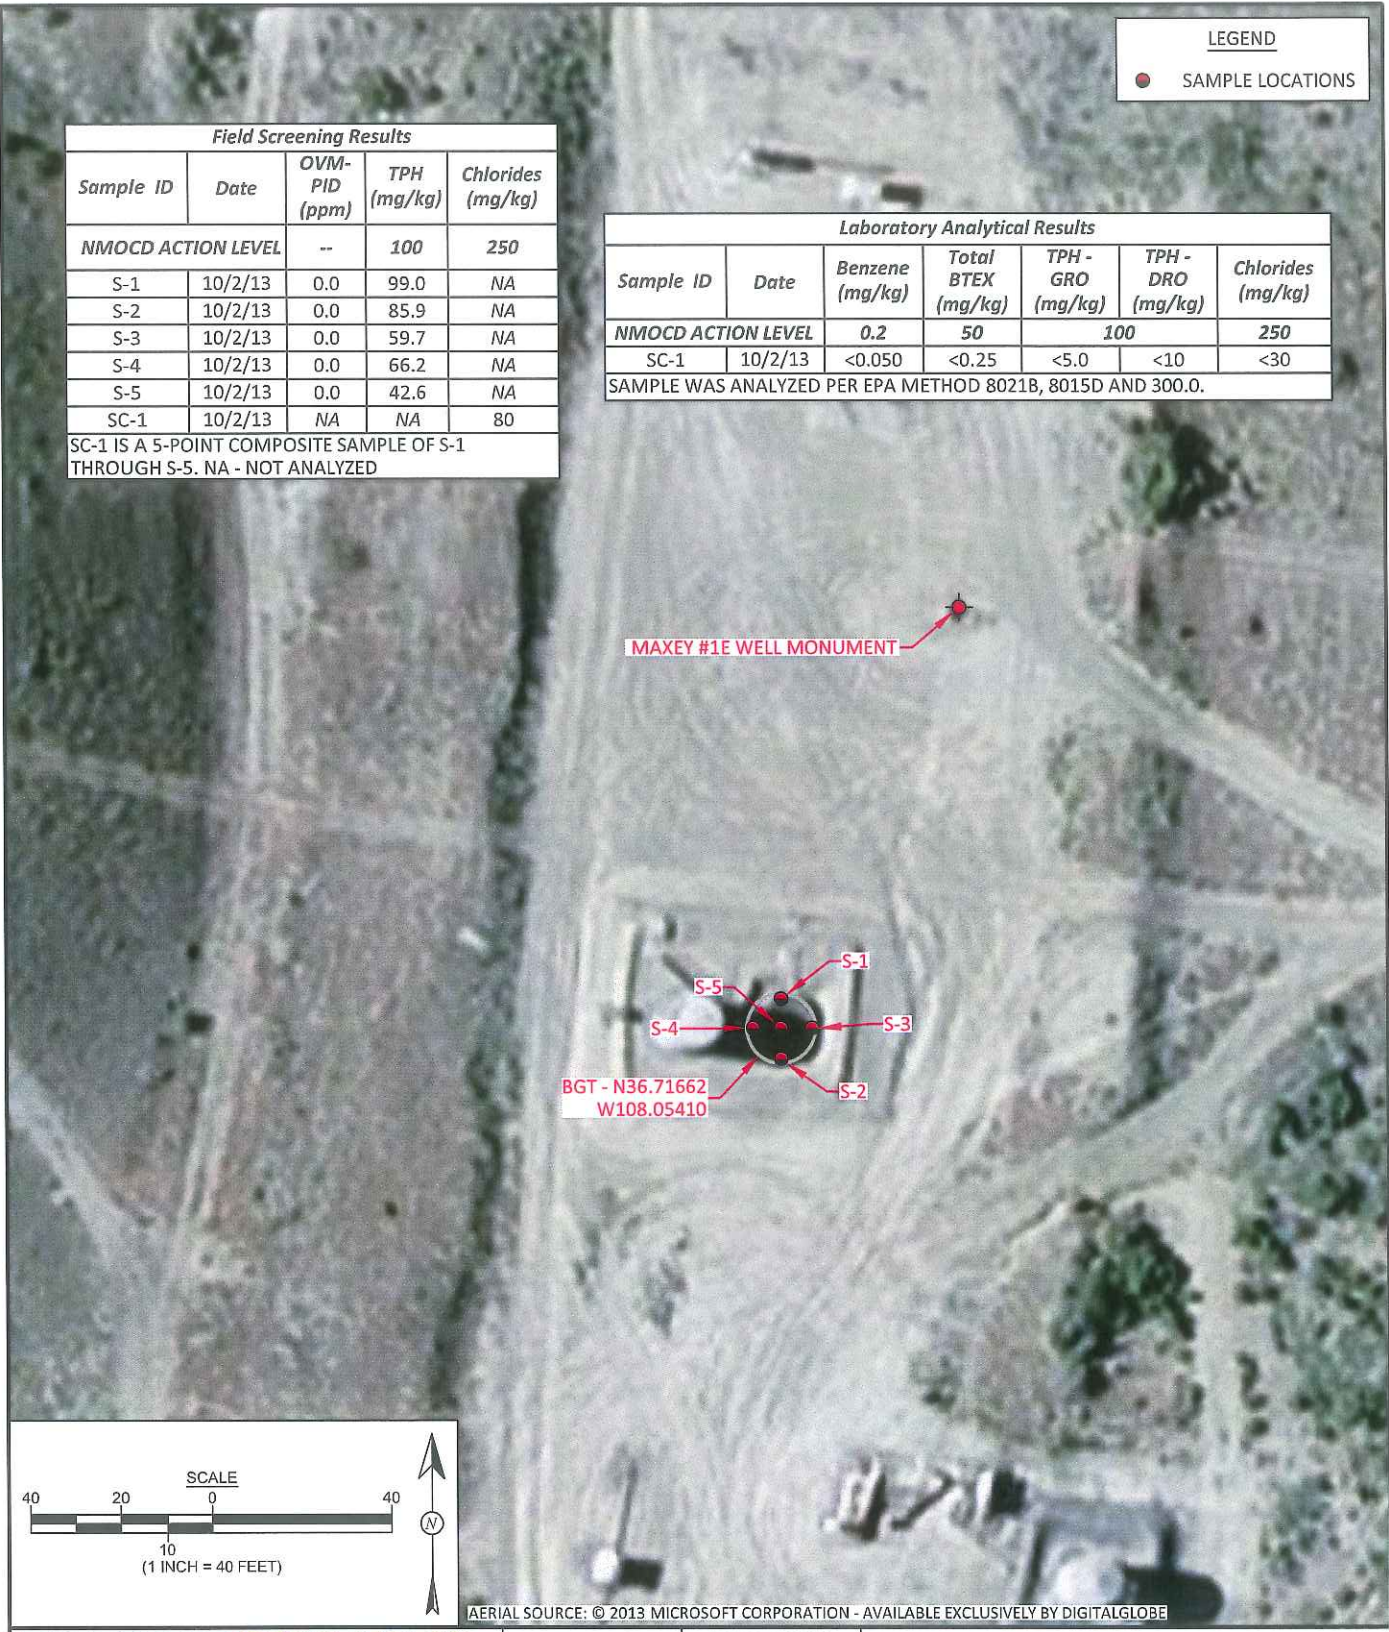 LEGEND
SAMPLE LOCATIONS
Field Screening Results
Sample ID Date OVM-PID (ppm) TPH (mg/kg) Chlorides (mg/kg)
NMOCD ACTION LEVEL -- 100 250
S-1 10/2/13 0.0 99.0 NA
S-2 10/2/13 0.0 85.9 NA
S-3 10/2/13 0.0 59.7 NA
S-4 10/2/13 0.0 66.2 NA
S-5 10/2/13 0.0 42.6 NA
SC-1 10/2/13 NA NA 80
SC-1 IS A 5-POINT COMPOSITE SAMPLE OF S-1
THROUGH S-5. NA - NOT ANALYZED
Laboratory Analytical Results
Sample ID Date Benzene (mg/kg) Total BTEX (mg/kg) TPH - GRO (mg/kg) TPH - DRO (mg/kg) Chlorides (mg/kg)
NMOCD ACTION LEVEL 0.2 50 100 250
SC-1 10/2/13 <0.050 <0.25 <5.0 <10 <30
SAMPLE WAS ANALYZED PER EPA METHOD 8021B, 8015D AND 300.0.
MAXEY #1E WELL MONUMENT
S-1
S-5
S-4
S-3
S-2
BGT - N36.71662
W108.05410
SCALE
40 20 0 40
10
(1 INCH = 40 FEET)
N
AERIAL SOURCE: © 2013 MICROSOFT CORPORATION - AVAILABLE EXCLUSIVELY BY DIGITALGLOBE